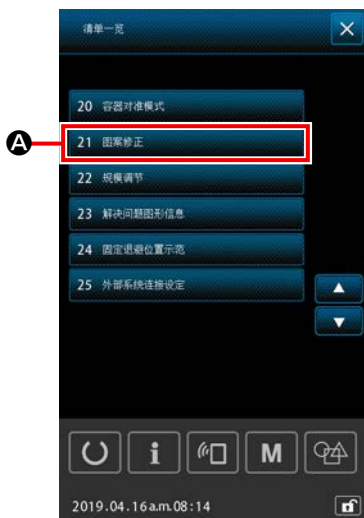 清单一览
20 容器对准模式
A
21 图案修正
22 规模调节
23 解决问题图形信息
24 固定退避位置示范
25 外部系统连接设定
i
M
2019.04.16a.m.08:14